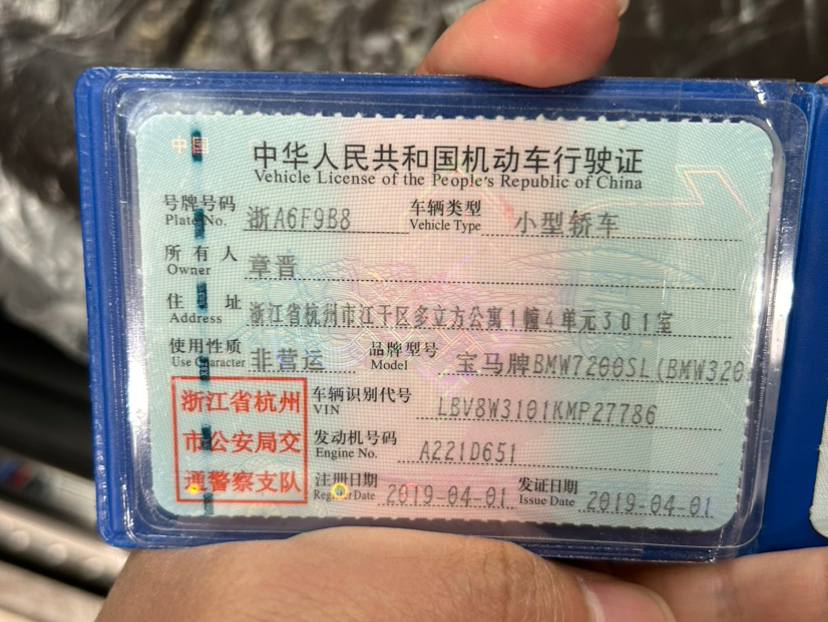 中国
中华人民共和国机动车行驶证
Vehicle License of the People's Republic of China
号牌号码 浙A6F9B8 车辆类型 小型轿车
Plate No. Vehicle Type
所有人 章晋
Owner
住址 浙江省杭州市江干区多立方公寓1幢4单元301室
Address
使用性质 非营运 品牌型号 宝马牌BMW7200SL(BMW320
Use Character Model
浙江省杭州
市公安局交
通警察支队
车辆识别代号 LBV8W3101KMP27786
VIN
发动机号码 A221D651
Engine No.
注册日期 2019-04-01 发证日期 2019-04-01
Register Date Issue Date